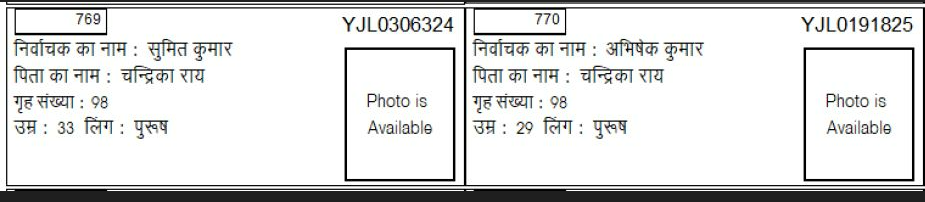 769
YJL0306324
निर्वाचक का नाम : सुमित कुमार
पिता का नाम : चन्द्रिका राय
गृह संख्या : 98
उम्र : 33 लिंग : पुरूष
Photo is
Available
770
YJL0191825
निर्वाचक का नाम : अभिषेक कुमार
पिता का नाम : चन्द्रिका राय
गृह संख्या : 98
उम्र : 29 लिंग : पुरूष
Photo is
Available